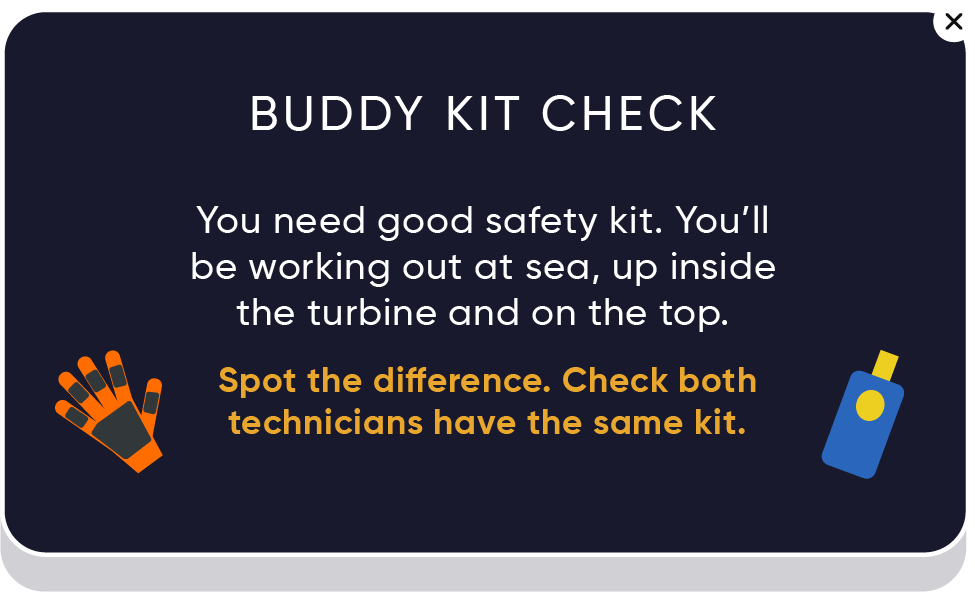 BUDDY KIT CHECK
You need good safety kit. You’ll
be working out at sea, up inside
the turbine and on the top.
Spot the difference. Check both
technicians have the same kit.